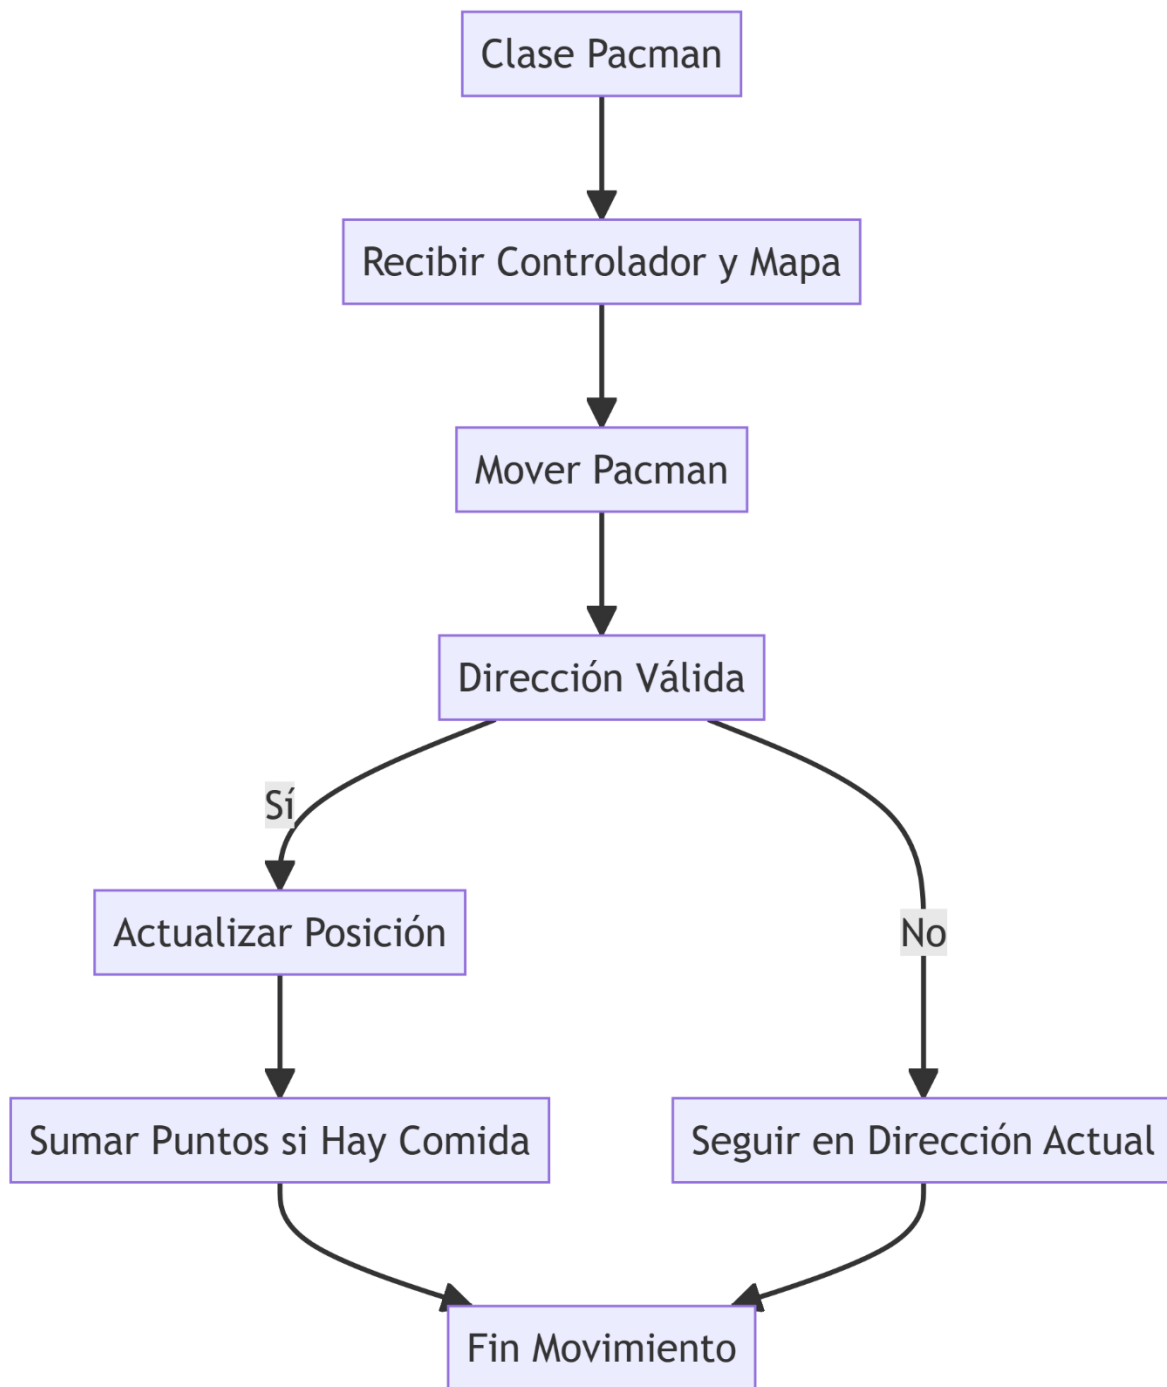 Clase Pacman
Recibir Controlador y Mapa
Mover Pacman
Dirección Válida
Sí
Actualizar Posición
No
Sumar Puntos si Hay Comida
Seguir en Dirección Actual
Fin Movimiento